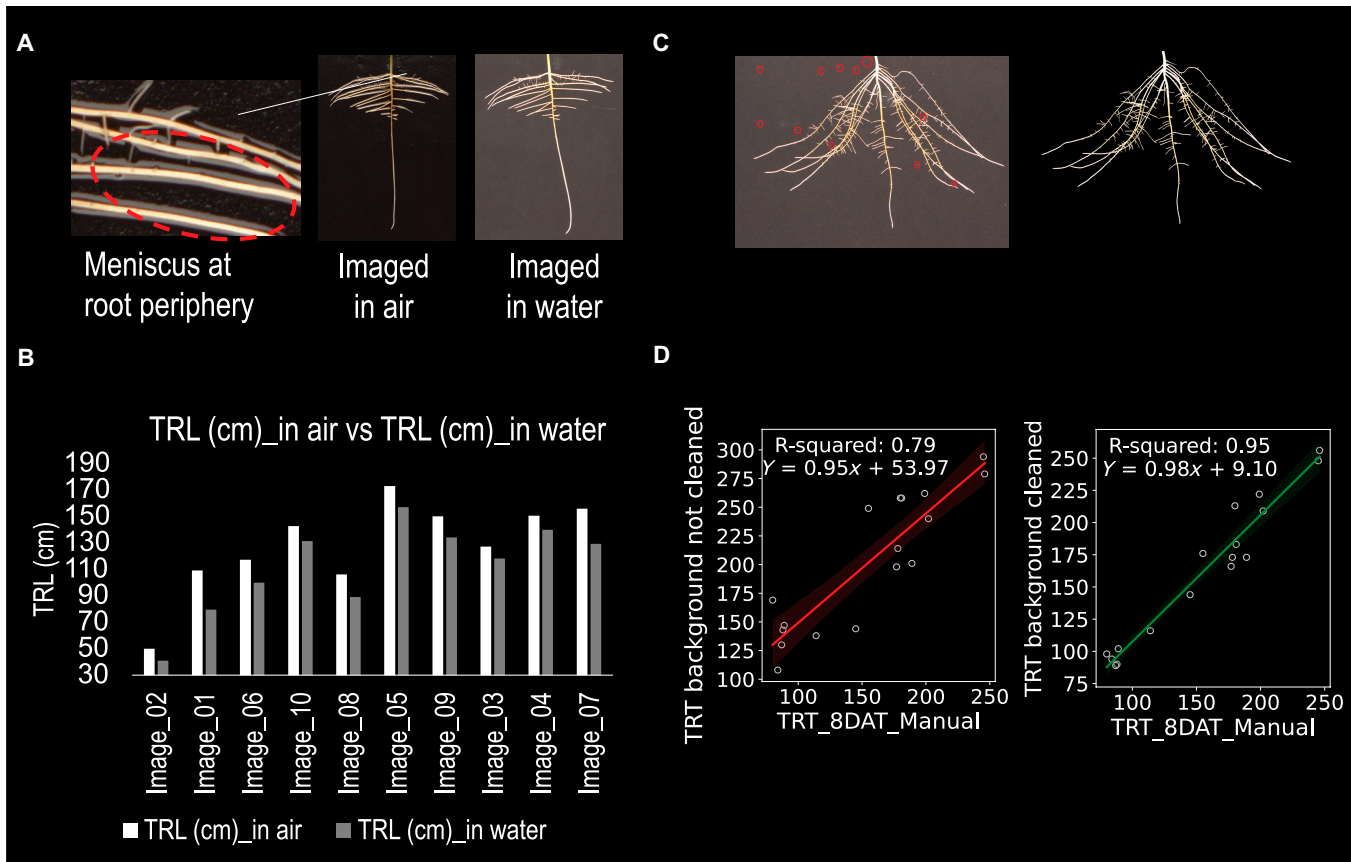 A
Meniscus at
root periphery
Imaged
in air
Imaged
in water
B
TRL (cm)_in air vs TRL (cm)_in water
TRL (cm)
190
170
150
130
110
90
70
50
30
Image_02
Image_01
Image_06
Image_10
Image_08
Image_05
Image_09
Image_03
Image_04
Image_07
TRL (cm)_in air
TRL (cm)_in water
C
D
TRT background not cleaned
R-squared: 0.79
Y = 0.95x + 53.97
300
275
250
225
200
175
150
125
100
100
150
200
250
TRT_8DAT_Manual
TRT background cleaned
R-squared: 0.95
Y = 0.98x + 9.10
250
225
200
175
150
125
100
75
100
150
200
250
TRT_8DAT_Manual